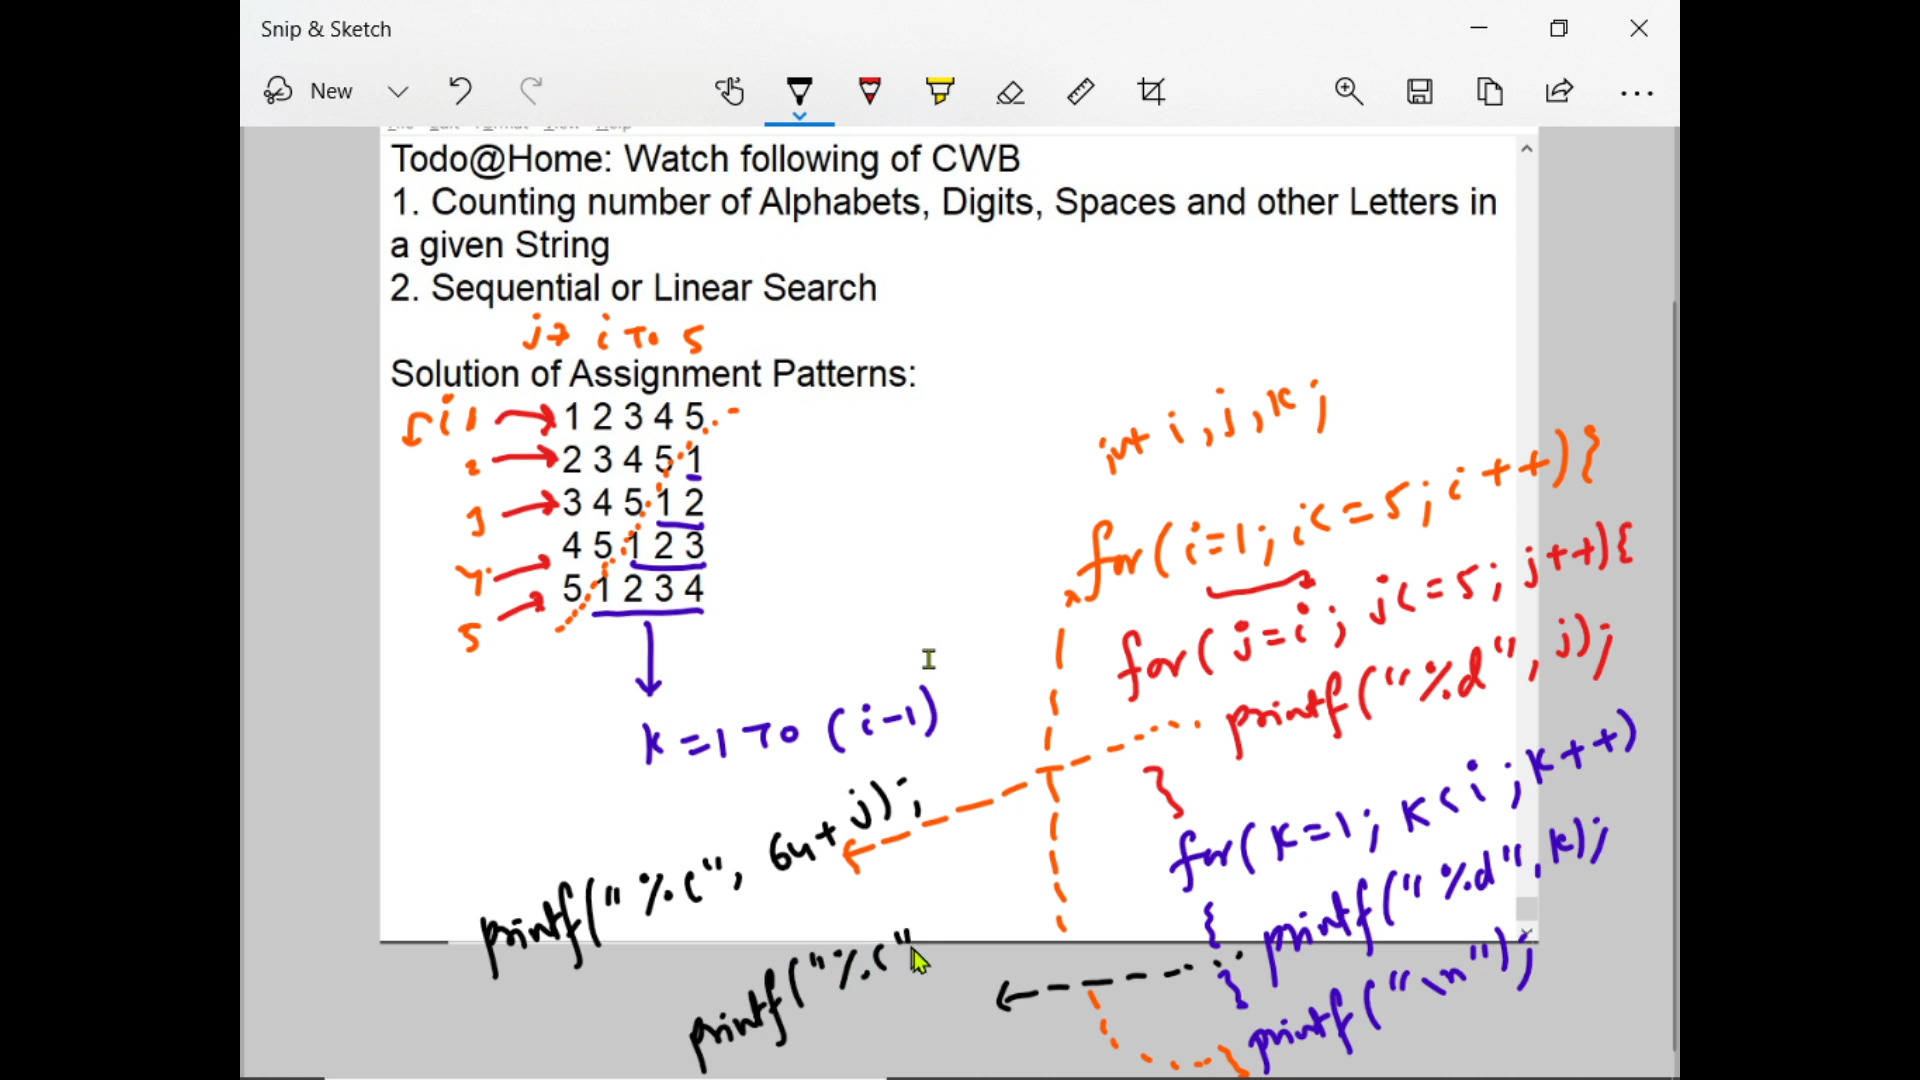 Snip & Sketch
New
Todo@Home: Watch following of CWB
1. Counting number of Alphabets, Digits, Spaces and other Letters in
a given String
2. Sequential or Linear Search
j → i To 5
Solution of Assignment Patterns:
i 1 1 2 3 4 5
2 2 3 4 5 1
3 3 4 5 1 2
4 4 5 1 2 3
5 5 1 2 3 4
k = 1 To (i-1)
printf("%c", 64+j);
printf("%c"
int i, j, k;
for(i=1; i<=5; i++){
for(j=i; j<=5; j++){
printf("%d", j);
}
for(k=1; k<i; k++)
{ printf("%d", k);
}
printf("\n");
}